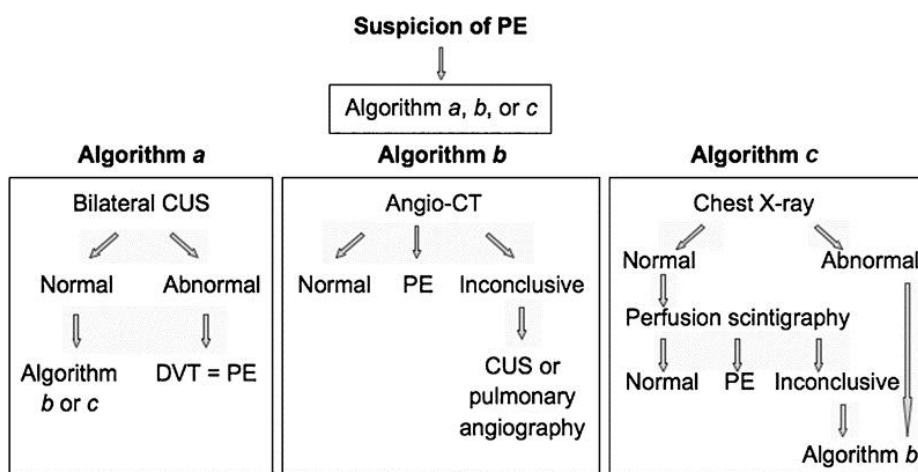 Suspicion of PE
Algorithm a, b, or c
Algorithm a
Bilateral CUS
Normal Abnormal
Algorithm
b or c
DVT = PE
Algorithm b
Angio-CT
Normal PE Inconclusive
CUS or
pulmonary
angiography
Algorithm c
Chest X-ray
Normal Abnormal
Perfusion scintigraphy
Normal PE Inconclusive
Algorithm b